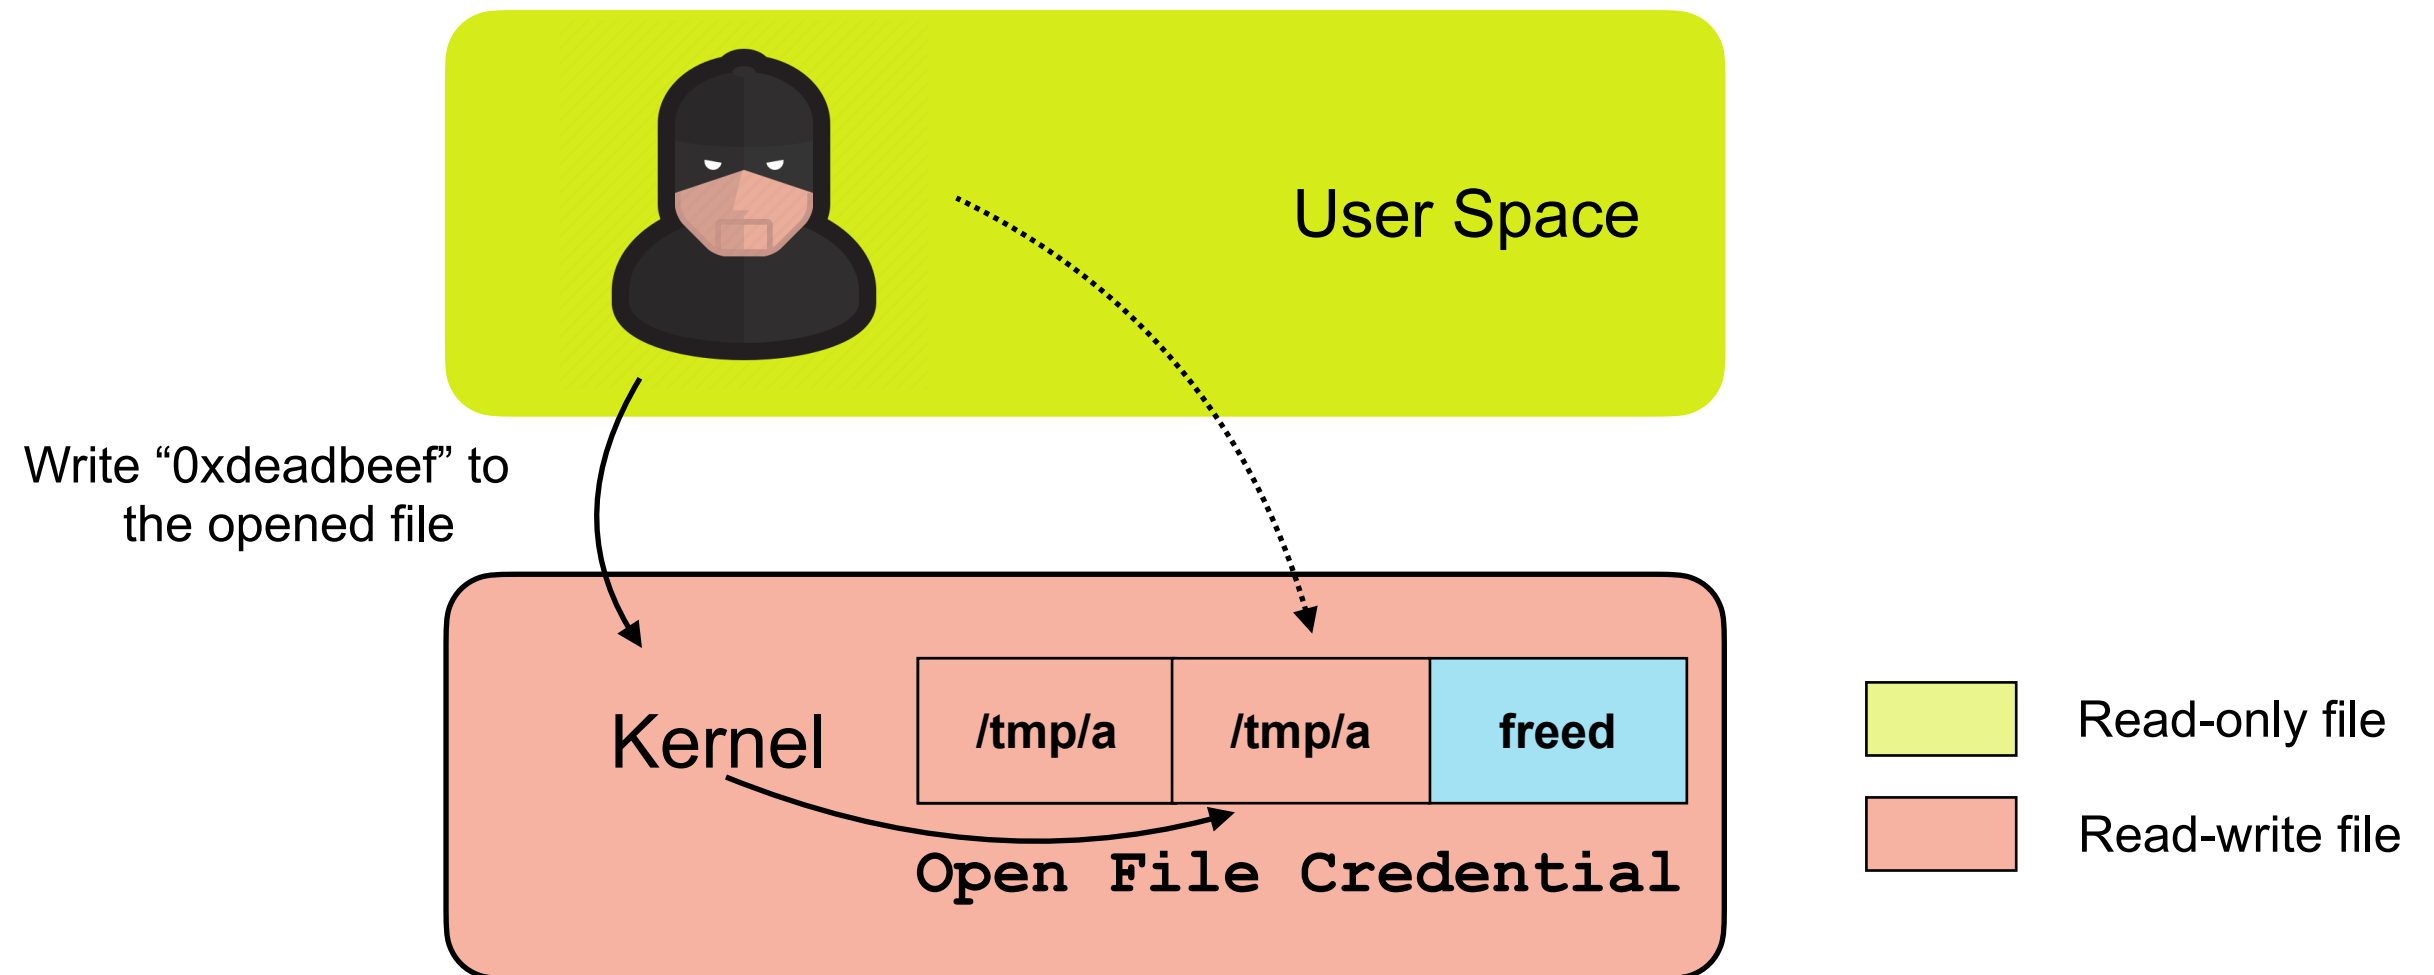 User Space
Write “0xdeadbeef” to
the opened file
Kernel
/tmp/a
/tmp/a
freed
Open File Credential
Read-only file
Read-write file